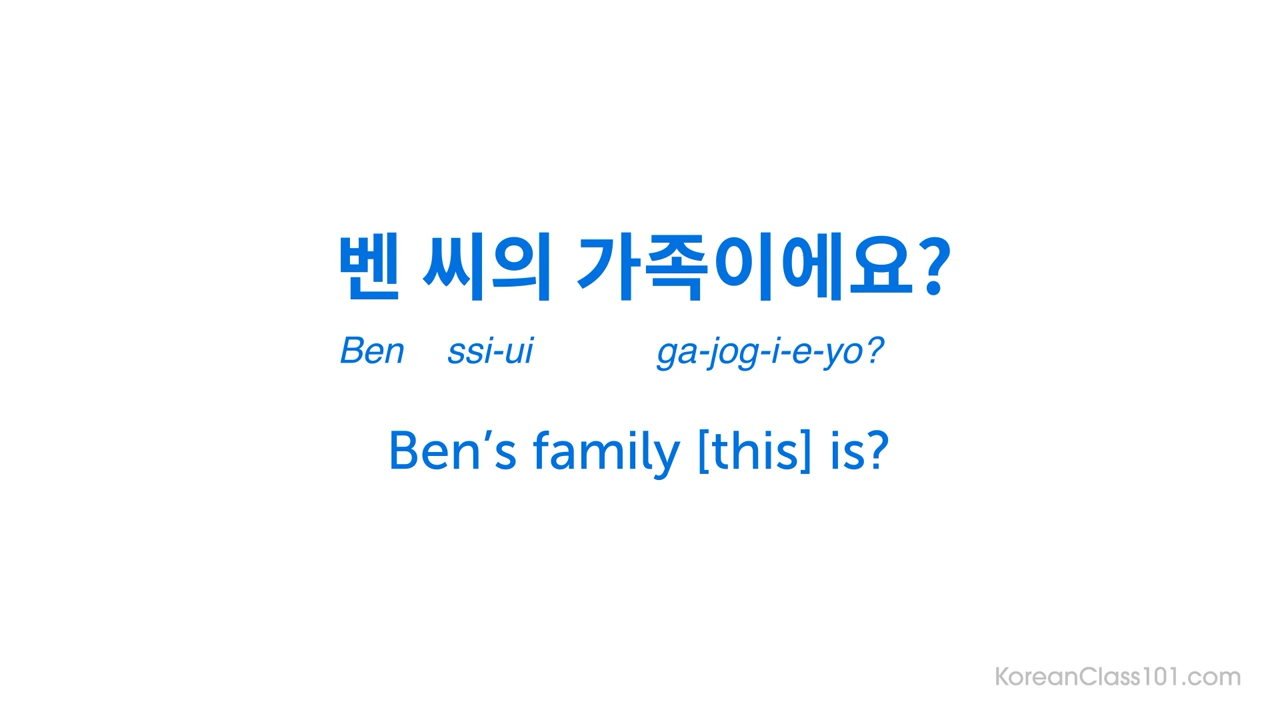 벤 씨의 가족이에요?
Ben ssi-ui ga-jog-i-e-yo?
Ben’s family [this] is?
KoreanClass101.com